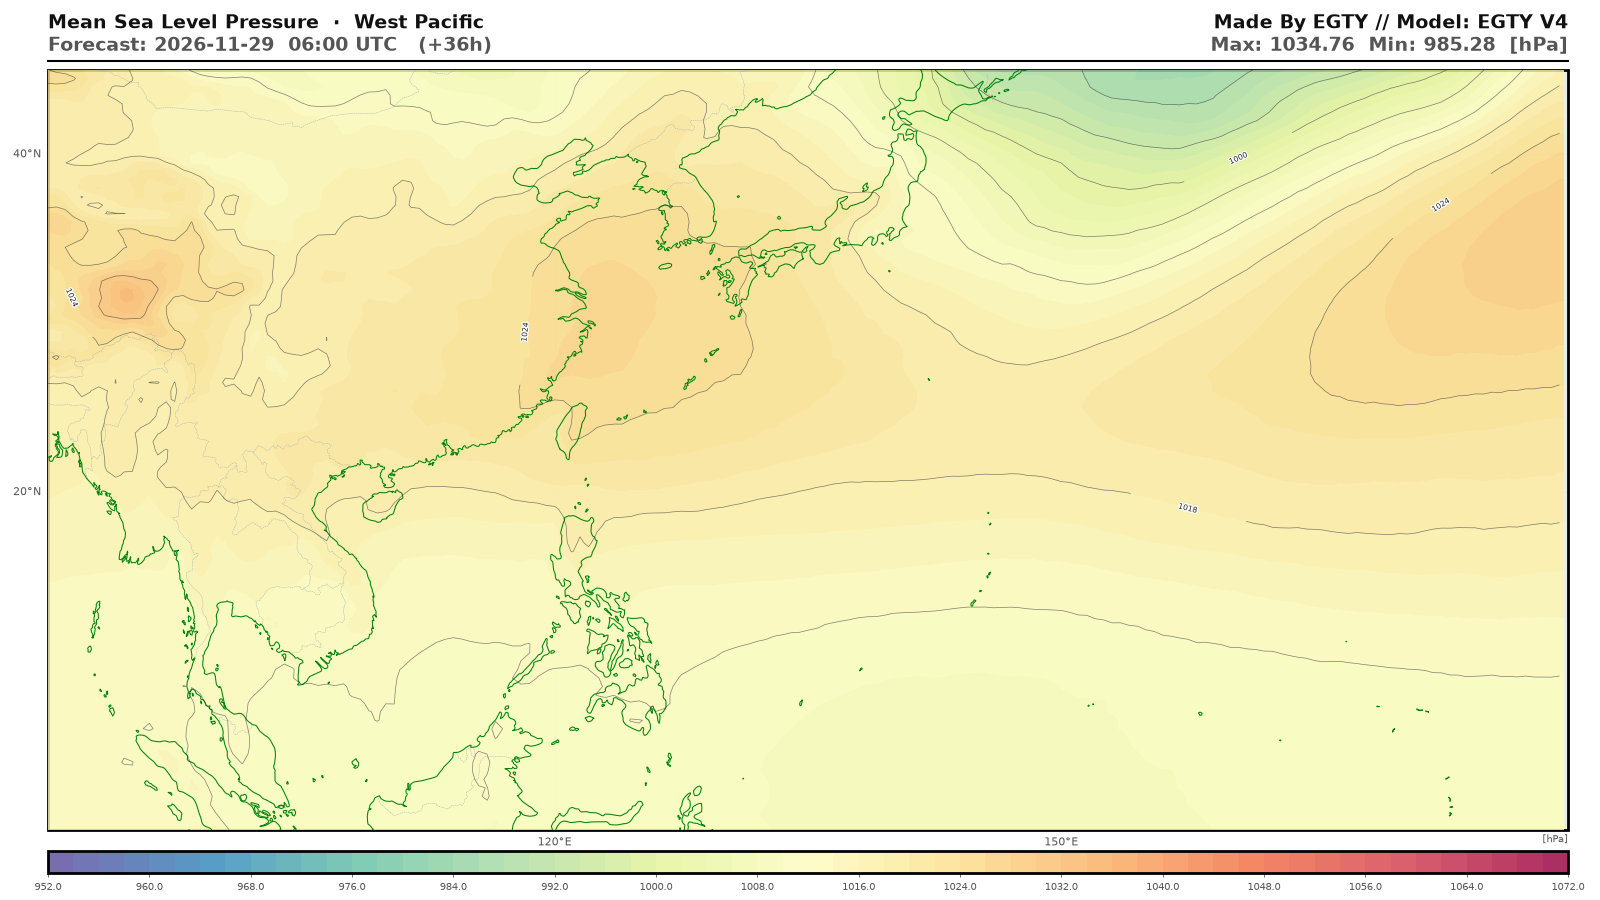 Mean Sea Level Pressure · West Pacific
Made By EGTY // Model: EGTY V4
Forecast: 2026-11-29 06:00 UTC (+36h)
Max: 1034.76 Min: 985.28 [hPa]
40°N
1000
1024
1024
1024
20°N
1018
120°E
150°E
[hPa]
952.0
960.0
968.0
976.0
984.0
992.0
1000.0
1008.0
1016.0
1024.0
1032.0
1040.0
1048.0
1056.0
1064.0
1072.0